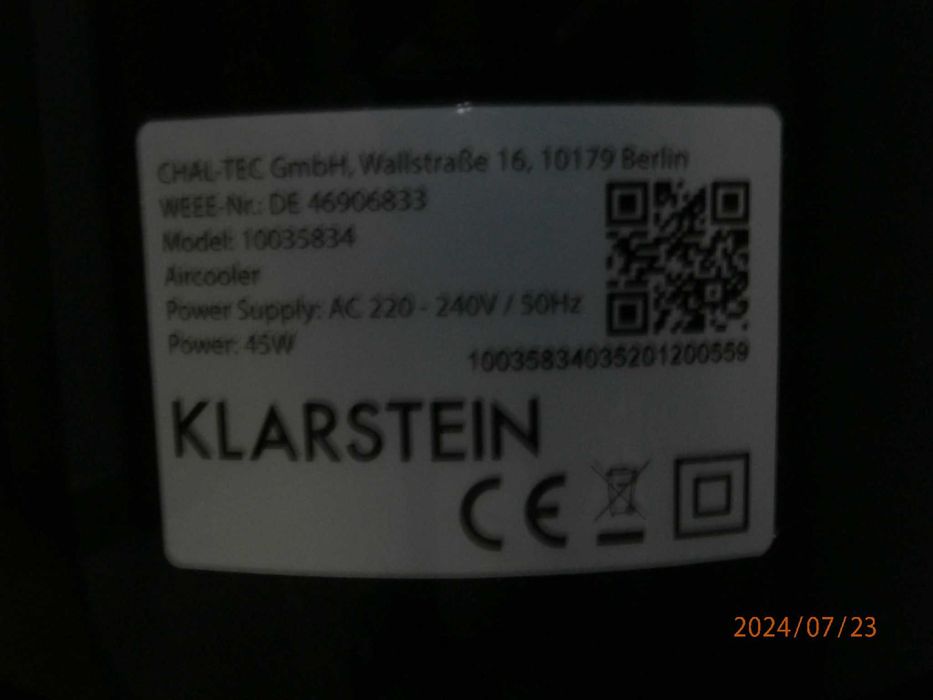 CHAL-TEC GmbH, Wallstraße 16, 10179 Berlin
WEEE-Nr.: DE 46906833
Model: 10035834
Aircooler
Power Supply: AC 220 - 240V / 50Hz
Power: 45W
10035834035201200559
KLARSTEIN
CE
2024/07/23